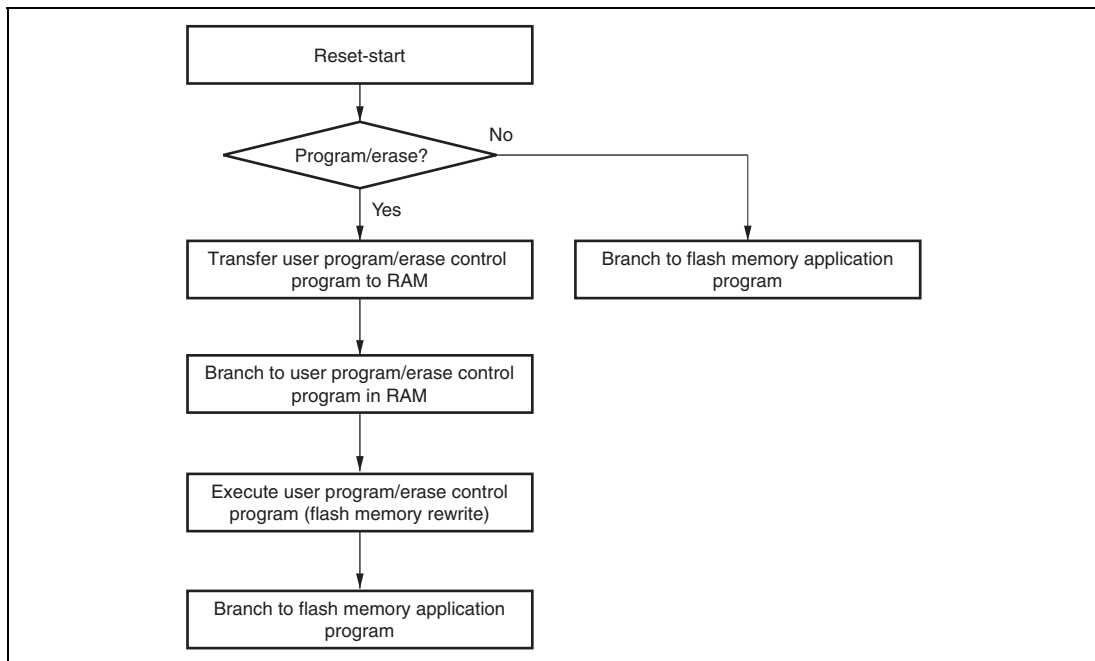 Reset-start
Program/erase?
No
Yes
Transfer user program/erase control
program to RAM
Branch to flash memory application
program
Branch to user program/erase control
program in RAM
Execute user program/erase control
program (flash memory rewrite)
Branch to flash memory application
program